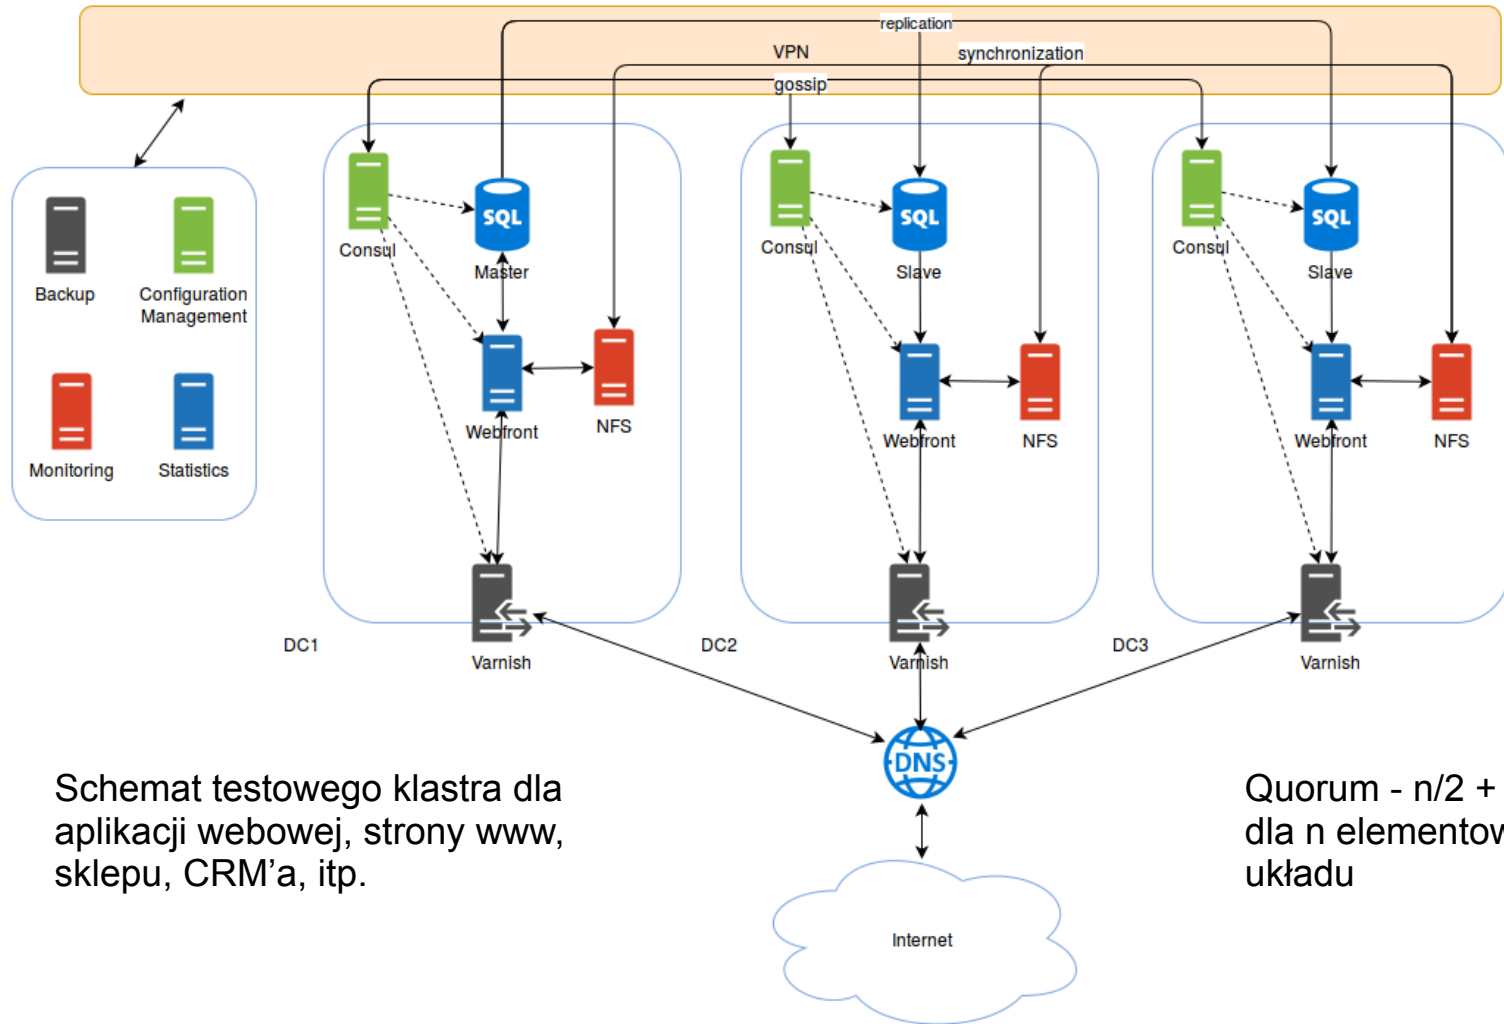 replication
VPN
synchronization
gossip
Consul
SQL
Master
Webfront
NFS
Varnish
DC1
Consul
SQL
Slave
Webfront
NFS
Varnish
DC2
Consul
SQL
Slave
Webfront
NFS
Varnish
DC3
Backup
Configuration
Management
Monitoring
Statistics
DNS
Internet
Schemat testowego klastra dla
aplikacji webowej, strony www,
sklepu, CRM'a, itp.
Quorum - n/2 +
dla n elementow
układu